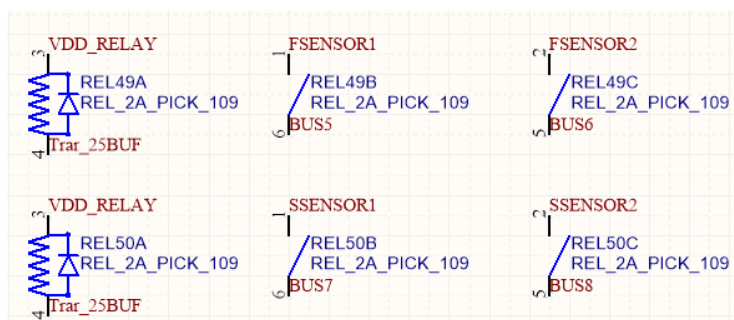 3 VDD_RELAY 1 FSENSOR1 2 FSENSOR2
REL49A REL49B REL49C
REL_2A_PICK_109 REL_2A_PICK_109 REL_2A_PICK_109
6 BUS5 5 BUS6
4 Trar_25BUF
3 VDD_RELAY 1 SSENSOR1 2 SSENSOR2
REL50A REL50B REL50C
REL_2A_PICK_109 REL_2A_PICK_109 REL_2A_PICK_109
6 BUS7 5 BUS8
4 Trar_25BUF